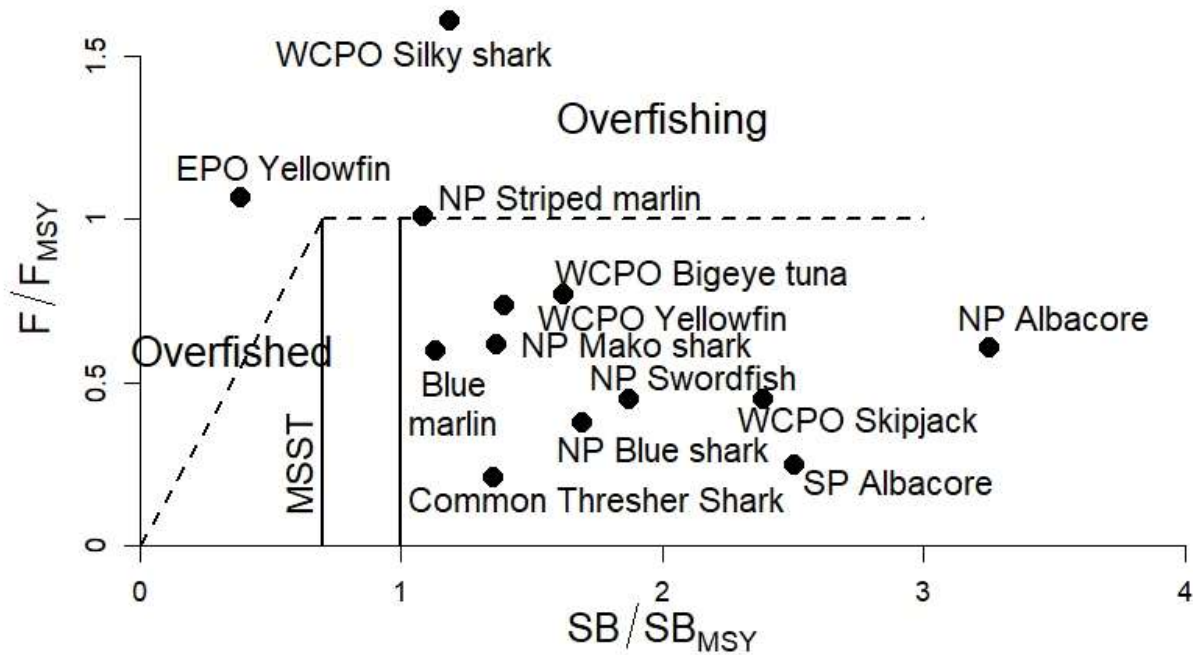 1.5
WCPO Silky shark
Overfishing
EPO Yellowfin
NP Striped marlin
1
F/F_MSY
WCPO Bigeye tuna
WCPO Yellowfin
NP Albacore
Overfished
NP Mako shark
Blue
marlin
NP Swordfish
0.5
WCPO Skipjack
MSST
NP Blue shark
SP Albacore
Common Thresher Shark
0
0 1 2 3 4
SB/SB_MSY